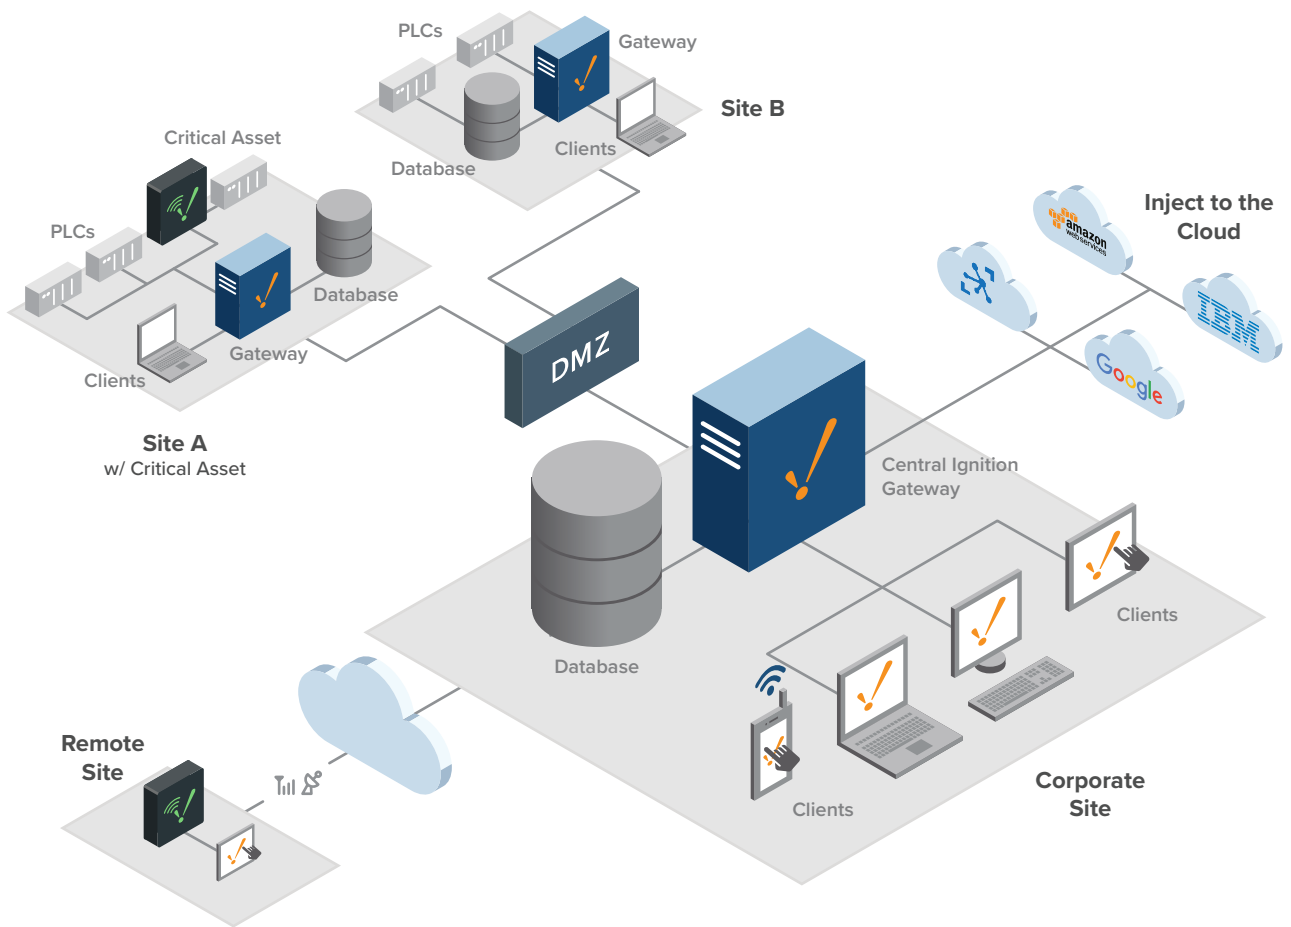 PLCs
Gateway
Site B
Clients
Database
Critical Asset
PLCs
Database
Gateway
Clients
Site A
w/ Critical Asset
DMZ
Inject to the
Cloud
amazon
webservices
IBM
Google
Central Ignition
Gateway
Database
Clients
Clients
Corporate
Site
Remote
Site